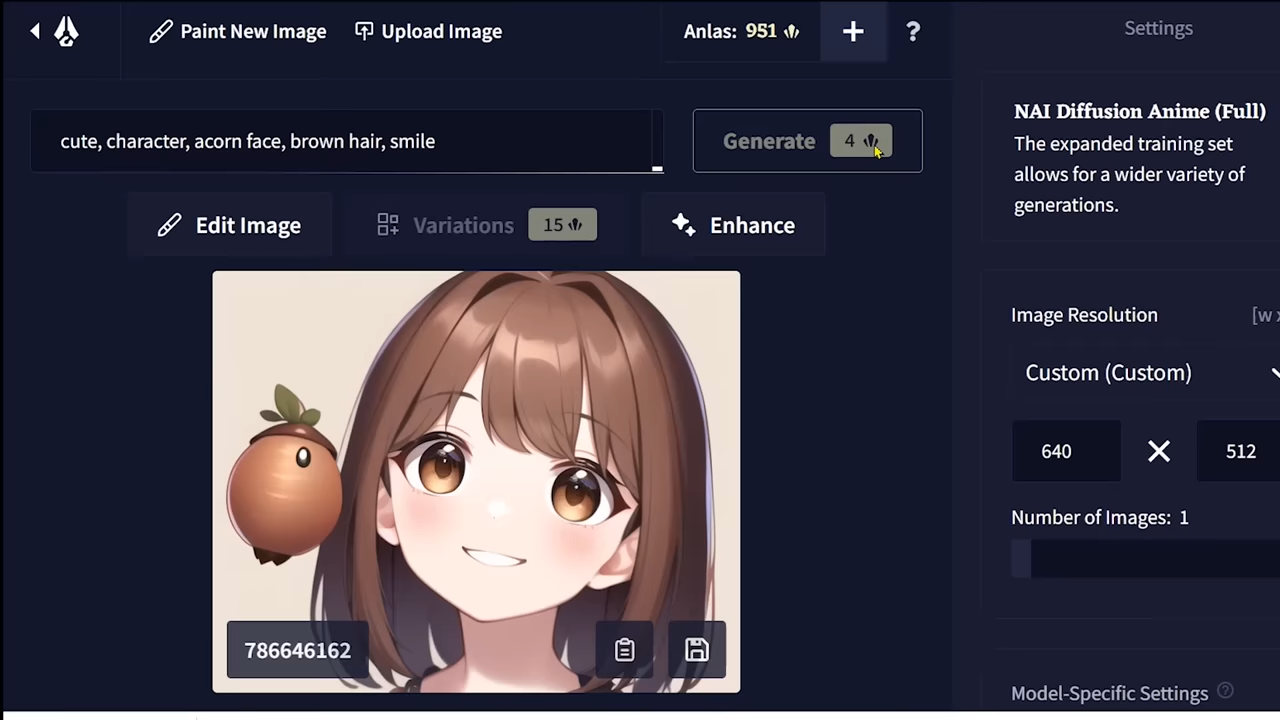 Paint New Image
Upload Image
Anlas: 951
?
Settings
cute, character, acorn face, brown hair, smile
Generate 4
Edit Image
Variations 15
Enhance
786646162
NAI Diffusion Anime (Full)
The expanded training set
allows for a wider variety of
generations.
Image Resolution
[w x
Custom (Custom)
640 X 512
Number of Images: 1
Model-Specific Settings